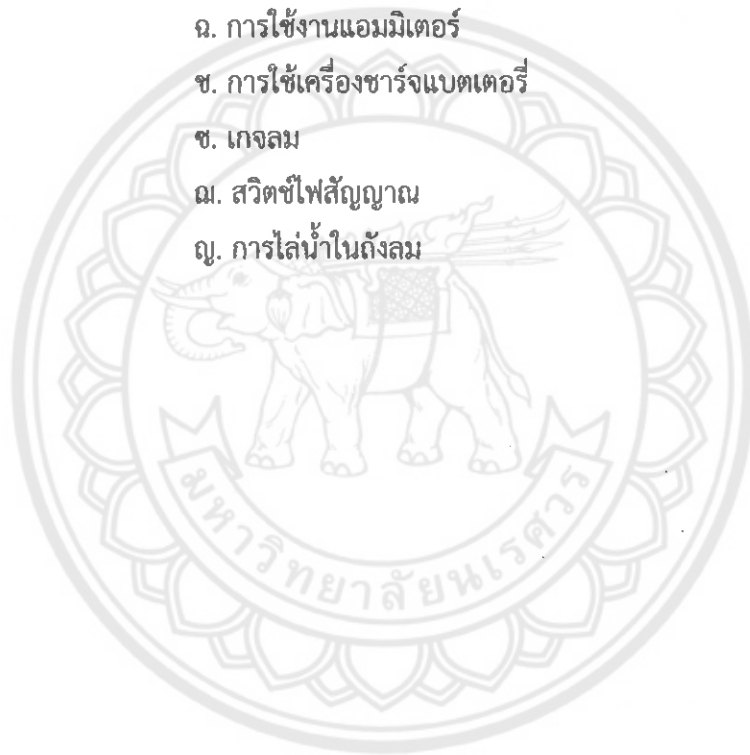 ฉ. การใช้งานแอมมิเตอร์
ช. การใช้เครื่องชาร์จแบตเตอรี่
ซ. เกจลม
ฌ. สวิตช์ไฟสัญญาณ
ญ. การไล่น้ำในถังลม
มหาวิทยาลัยนเรศวร